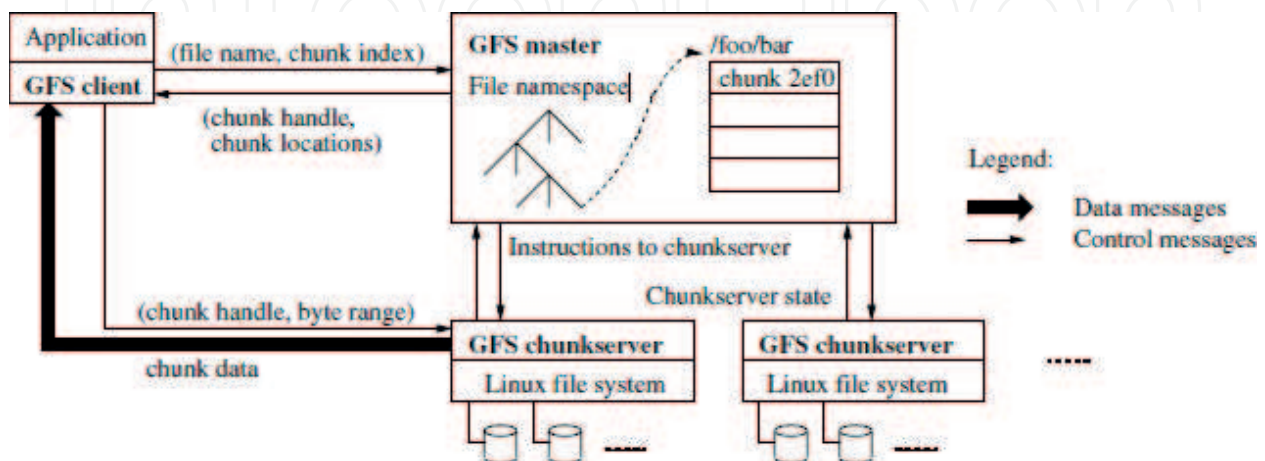 Application
GFS client
(file name, chunk index)
(chunk handle,
chunk locations)
GFS master
File namespace
/foo/bar
chunk 2ef0
Legend:
Data messages
Control messages
Instructions to chunkserver
Chunkserver state
(chunk handle, byte range)
chunk data
GFS chunkserver
Linux file system
GFS chunkserver
Linux file system